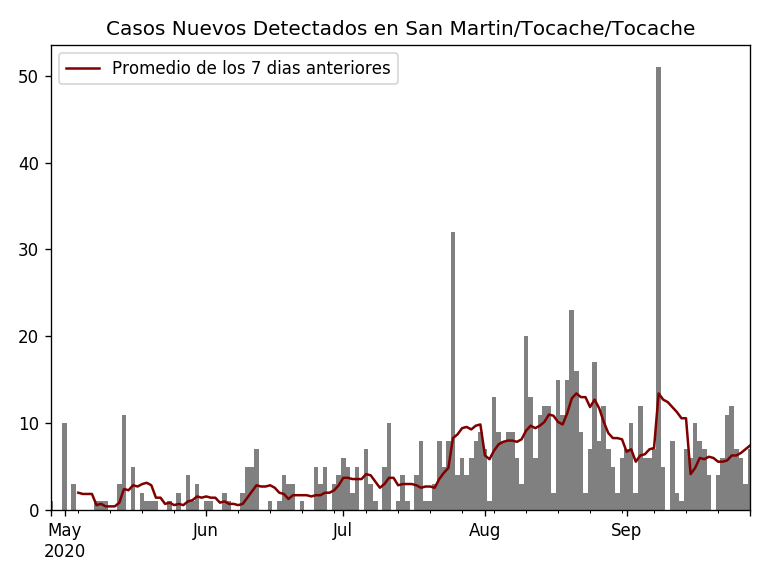 Casos Nuevos Detectados en San Martin/Tocache/Tocache
Promedio de los 7 dias anteriores
50
40
30
20
10
0
May Jun Jul Aug Sep
2020